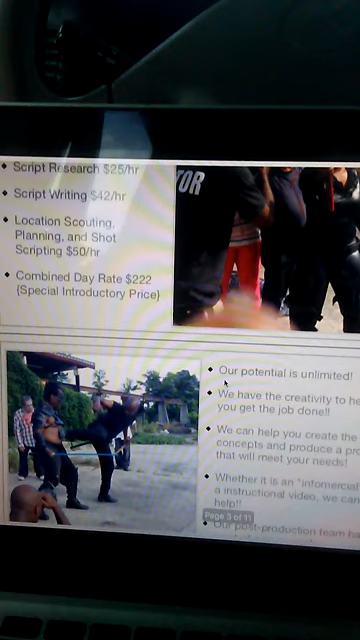 Script Research $25/hr
TOR
Script Writing $42/hr
Location Scouting,
Planning, and Shot
Scripting $50/hr
Combined Day Rate $222
{Special Introductory Price}
Our potential is unlimited!
We have the creativity to he
you get the job done!!
We can help you create the
concepts and produce a pro
that will meet your needs!
Whether it is an "infomercial
a instructional video, we can
help!!
Page 3 of 11
Our post-production team ha